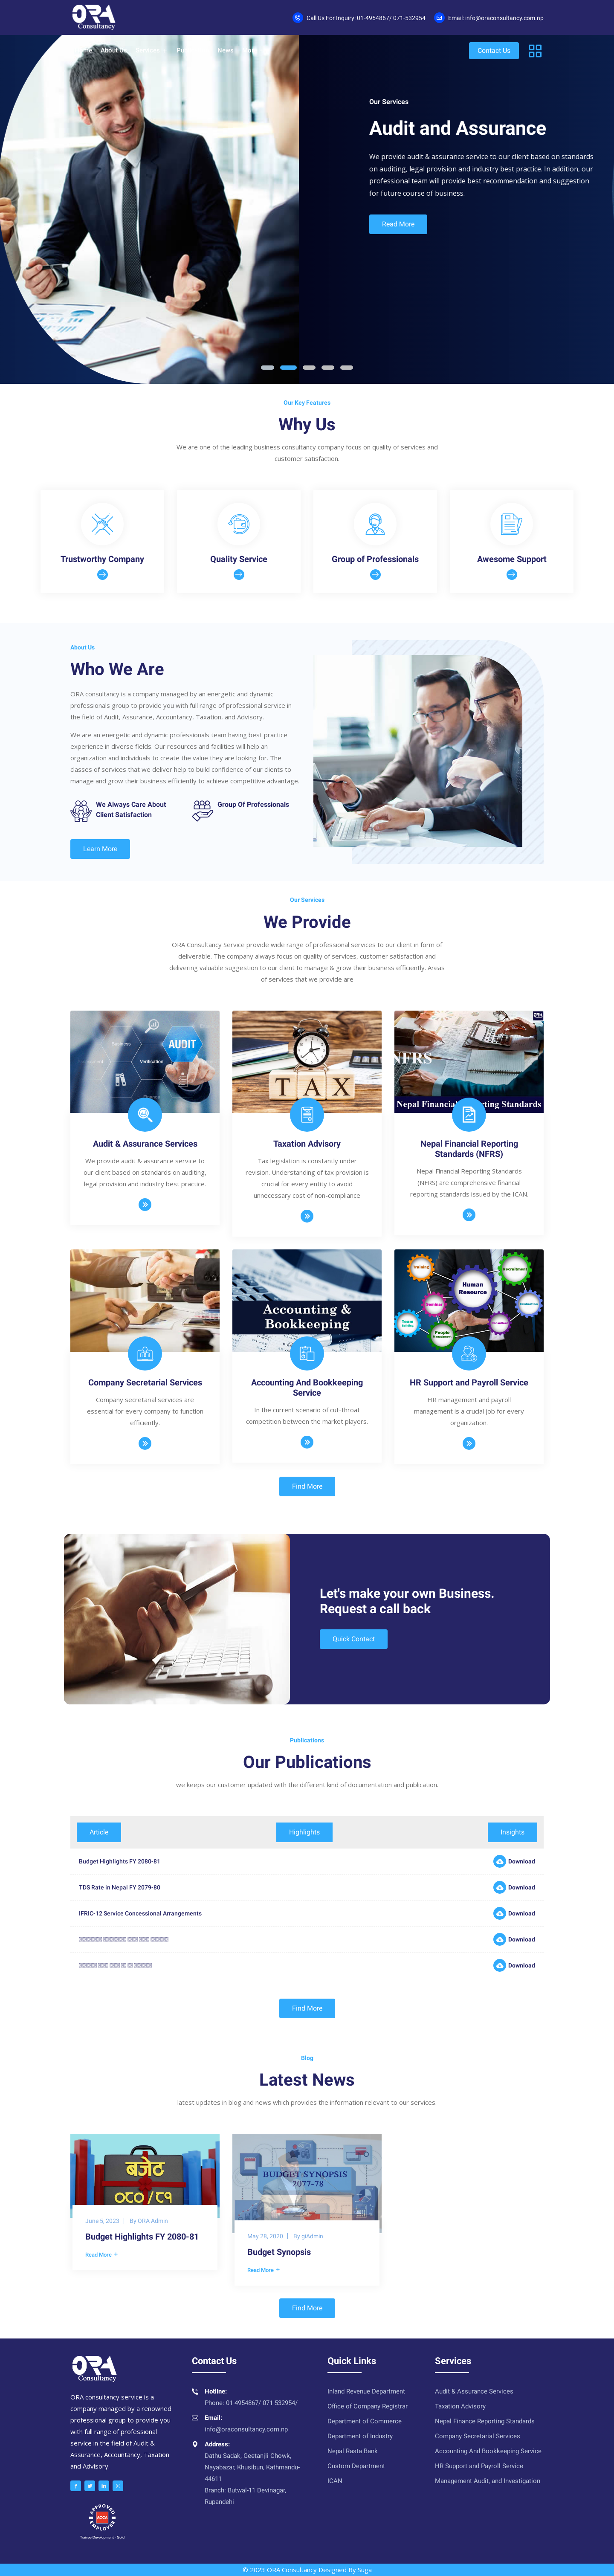 ORA
Consultancy
Call Us For Inquiry: 01-4954867/ 071-532954
Email: info@oraconsultancy.com.np
About Us
News
Contact Us
Our Services
Audit and Assurance
We provide audit & assurance service to our client based on standards
on auditing, legal provision and industry best practice. In addition, our
professional team will provide best recommendation and suggestion
for future course of business.
Read More
Our Key Features
Why Us
We are one of the leading business consultancy company focus on quality of services and
customer satisfaction.
Trustworthy Company
Quality Service
Group of Professionals
Awesome Support
About Us
Who We Are
ORA consultancy is a company managed by an energetic and dynamic
professionals group to provide you with full range of professional service in
the field of Audit, Assurance, Accountancy, Taxation, and Advisory.
We are an energetic and dynamic professionals team having best practice
experience in diverse fields. Our resources and facilities will help an
organization and individuals to create the value they are looking for. The
classes of services that we deliver help to build confidence of our clients to
manage and grow their business efficiently to achieve competitive advantage.
We Always Care About
Client Satisfaction
Group Of Professionals
Learn More
Our Services
We Provide
ORA Consultancy Service provide wide range of professional services to our client in form of
deliverable. The company always focus on quality of services, customer satisfaction and
delivering valuable suggestion to our client to manage & grow their business efficiently. Areas
of services that we provide are
AUDIT
Verification
TAX
NFRS
Nepal Financial Reporting Standards
Audit & Assurance Services
We provide audit & assurance service to
our client based on standards on auditing,
legal provision and industry best practice.
Taxation Advisory
Tax legislation is constantly under
revision. Understanding of tax provision is
crucial for every entity to avoid
unnecessary cost of non-compliance
Nepal Financial Reporting
Standards (NFRS)
Nepal Financial Reporting Standards
(NFRS) are comprehensive financial
reporting standards issued by the ICAN.
Accounting &
Bookkeeping
Training
Recruitment
Human
Resource
People
Company Secretarial Services
Company secretarial services are
essential for every company to function
efficiently.
Accounting And Bookkeeping
Service
In the current scenario of cut-throat
competition between the market players.
HR Support and Payroll Service
HR management and payroll
management is a crucial job for every
organization.
Find More
Let's make your own Business.
Request a call back
Quick Contact
Publications
Our Publications
we keeps our customer updated with the different kind of documentation and publication.
Article
Highlights
Insights
Budget Highlights FY 2080-81
Download
TDS Rate in Nepal FY 2079-80
Download
IFRIC-12 Service Concessional Arrangements
Download
Download
Download
Find More
Blog
Latest News
latest updates in blog and news which provides the information relevant to our services.
बजेट
०८०/८१
BUDGET SYNOPSIS
2077-78
June 5, 2023 | By ORA Admin
Budget Highlights FY 2080-81
Read More
May 28, 2020 | By giAdmin
Budget Synopsis
Read More
Find More
ORA
Consultancy
ORA consultancy service is a
company managed by a renowned
professional group to provide you
with full range of professional
service in the field of Audit &
Assurance, Accountancy, Taxation
and Advisory.
APPROVED
ACCA
EMPLOYER
Trainee Development - Gold
Contact Us
Hotline:
Phone: 01-4954867/ 071-532954/
Email:
info@oraconsultancy.com.np
Address:
Dathu Sadak, Geetanjli Chowk,
Nayabazar, Khusibun, Kathmandu-
44611
Branch: Butwal-11 Devinagar,
Rupandehi
Quick Links
Inland Revenue Department
Office of Company Registrar
Department of Commerce
Department of Industry
Nepal Rasta Bank
Custom Department
ICAN
Services
Audit & Assurance Services
Taxation Advisory
Nepal Finance Reporting Standards
Company Secretarial Services
Accounting And Bookkeeping Service
HR Support and Payroll Service
Management Audit, and Investigation
© 2023 ORA Consultancy Designed By Suga